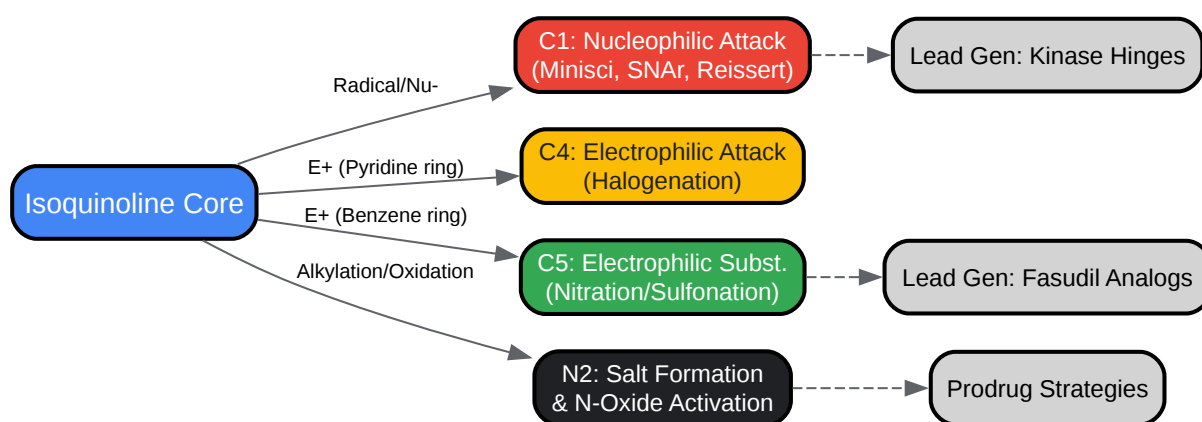 Isoquinoline Core
Radical/Nu-
C1: Nucleophilic Attack
(Minisci, SNAr, Reissert)
Lead Gen: Kinase Hinges
E+ (Pyridine ring)
C4: Electrophilic Attack
(Halogenation)
E+ (Benzene ring)
C5: Electrophilic Subst.
(Nitration/Sulfonation)
Lead Gen: Fasudil Analogs
Alkylation/Oxidation
N2: Salt Formation
& N-Oxide Activation
Prodrug Strategies